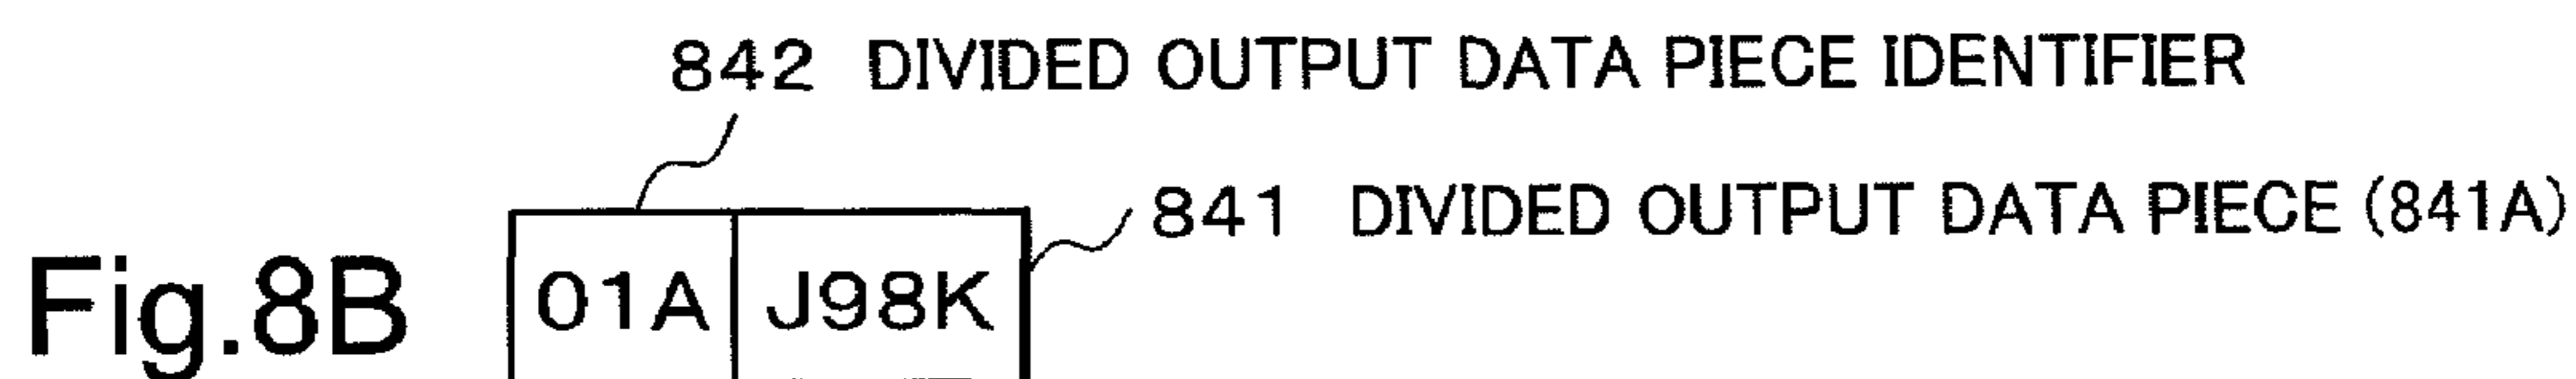 842 DIVIDED OUTPUT DATA PIECE IDENTIFIER
841 DIVIDED OUTPUT DATA PIECE (841A)
Fig.8B
01A J98K